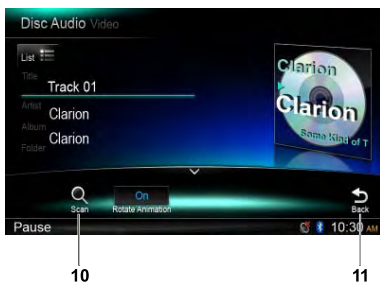 Disc Audio Video
List
Title
Track 01
Artist
Clarion
Album
Clarion
Folder
Clarion
Clarion
Some Kind of T
Scan
On
Rotate Animation
Back
Pause
10:30 AM
10
11